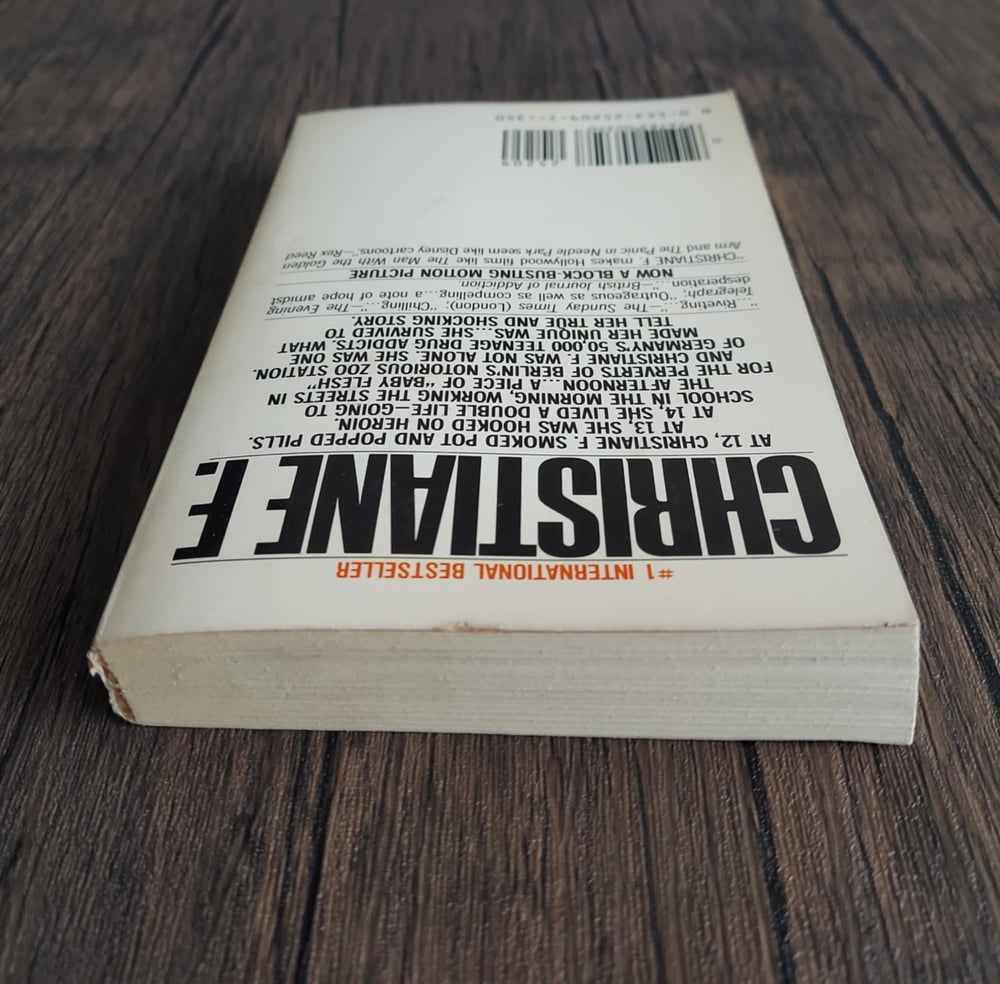 #1 INTERNATIONAL BESTSELLER
CHRISTIANE F.
AT 12, CHRISTIANE F. SMOKED POT AND POPPED PILLS.
AT 13, SHE WAS HOOKED ON HEROIN.
AT 14, SHE LIVED A DOUBLE LIFE—GOING TO
SCHOOL IN THE MORNING, WORKING THE STREETS IN
THE AFTERNOON...A PIECE OF "BABY FLESH"
FOR THE PERVERTS OF BERLIN'S NOTORIOUS ZOO STATION.
AND CHRISTIANE F. WAS NOT ALONE. SHE WAS ONE
OF GERMANY'S 50,000 TEENAGE DRUG ADDICTS. WHAT
MADE HER UNIQUE WAS...SHE SURVIVED TO
TELL HER TRUE AND SHOCKING STORY.
"Riveting...."—The Sunday Times (London); "Chilling...."—The Evening
Telegraph; "Outrageous as well as compelling...a note of hope amidst
desperation...."—British Journal of Addiction.
NOW A BLOCK-BUSTING MOTION PICTURE
"CHRISTIANE F. makes Hollywood films like The Man With the Golden
Arm and The Panic in Needle Park seem like Disney cartoons."—Rex Reed
0
25209